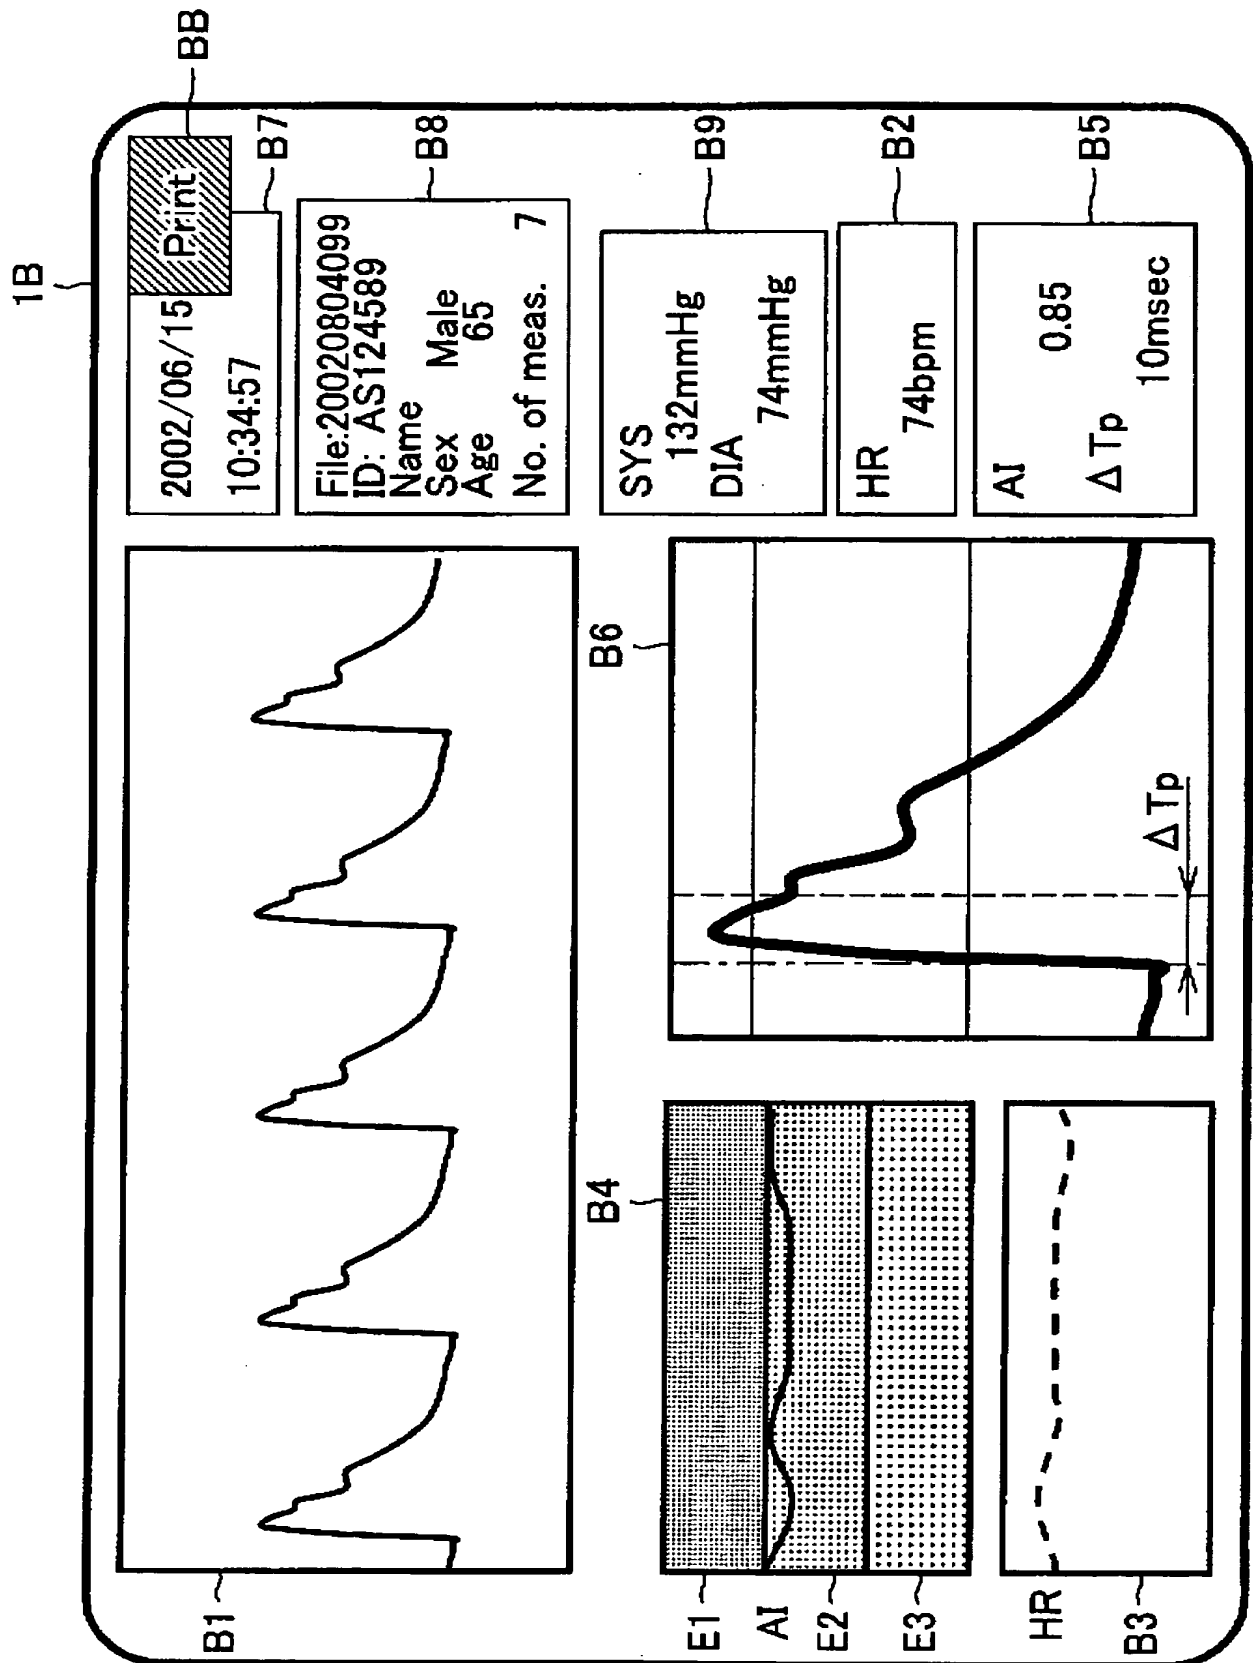 1B
BB
Print
2002/06/15
10:34:57
B7
File:20020804099
ID: AS124589
Name
Sex Male
Age 65
No. of meas. 7
B8
SYS
132mmHg
DIA
74mmHg
B9
HR
74bpm
B2
AI
0.85
Δ Tp
10msec
B5
B1
B4
E1
AI
E2
E3
HR
B3
B6
Δ Tp